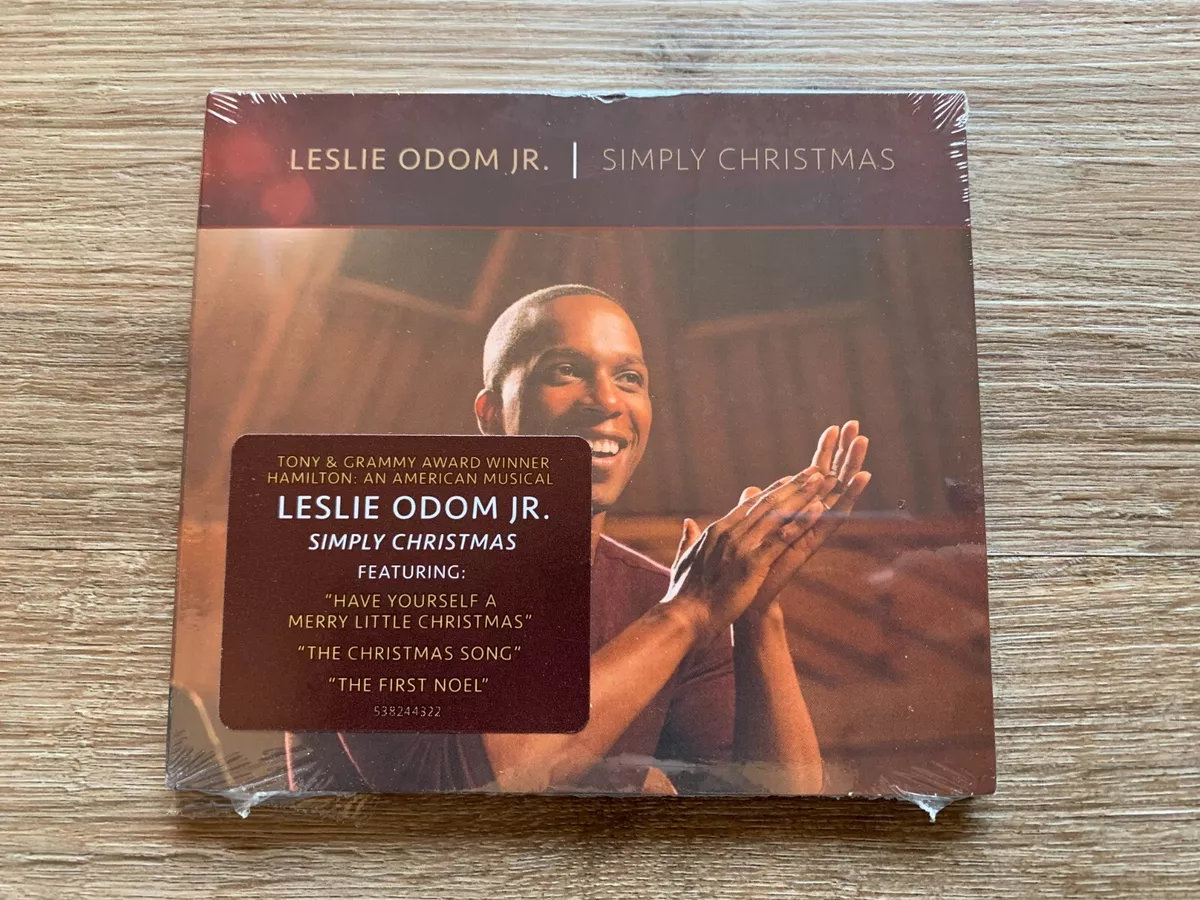 LESLIE ODOM JR. | SIMPLY CHRISTMAS
TONY & GRAMMY AWARD WINNER
HAMILTON: AN AMERICAN MUSICAL
LESLIE ODOM JR.
SIMPLY CHRISTMAS
FEATURING:
"HAVE YOURSELF A
MERRY LITTLE CHRISTMAS"
"THE CHRISTMAS SONG"
"THE FIRST NOEL"
538244322